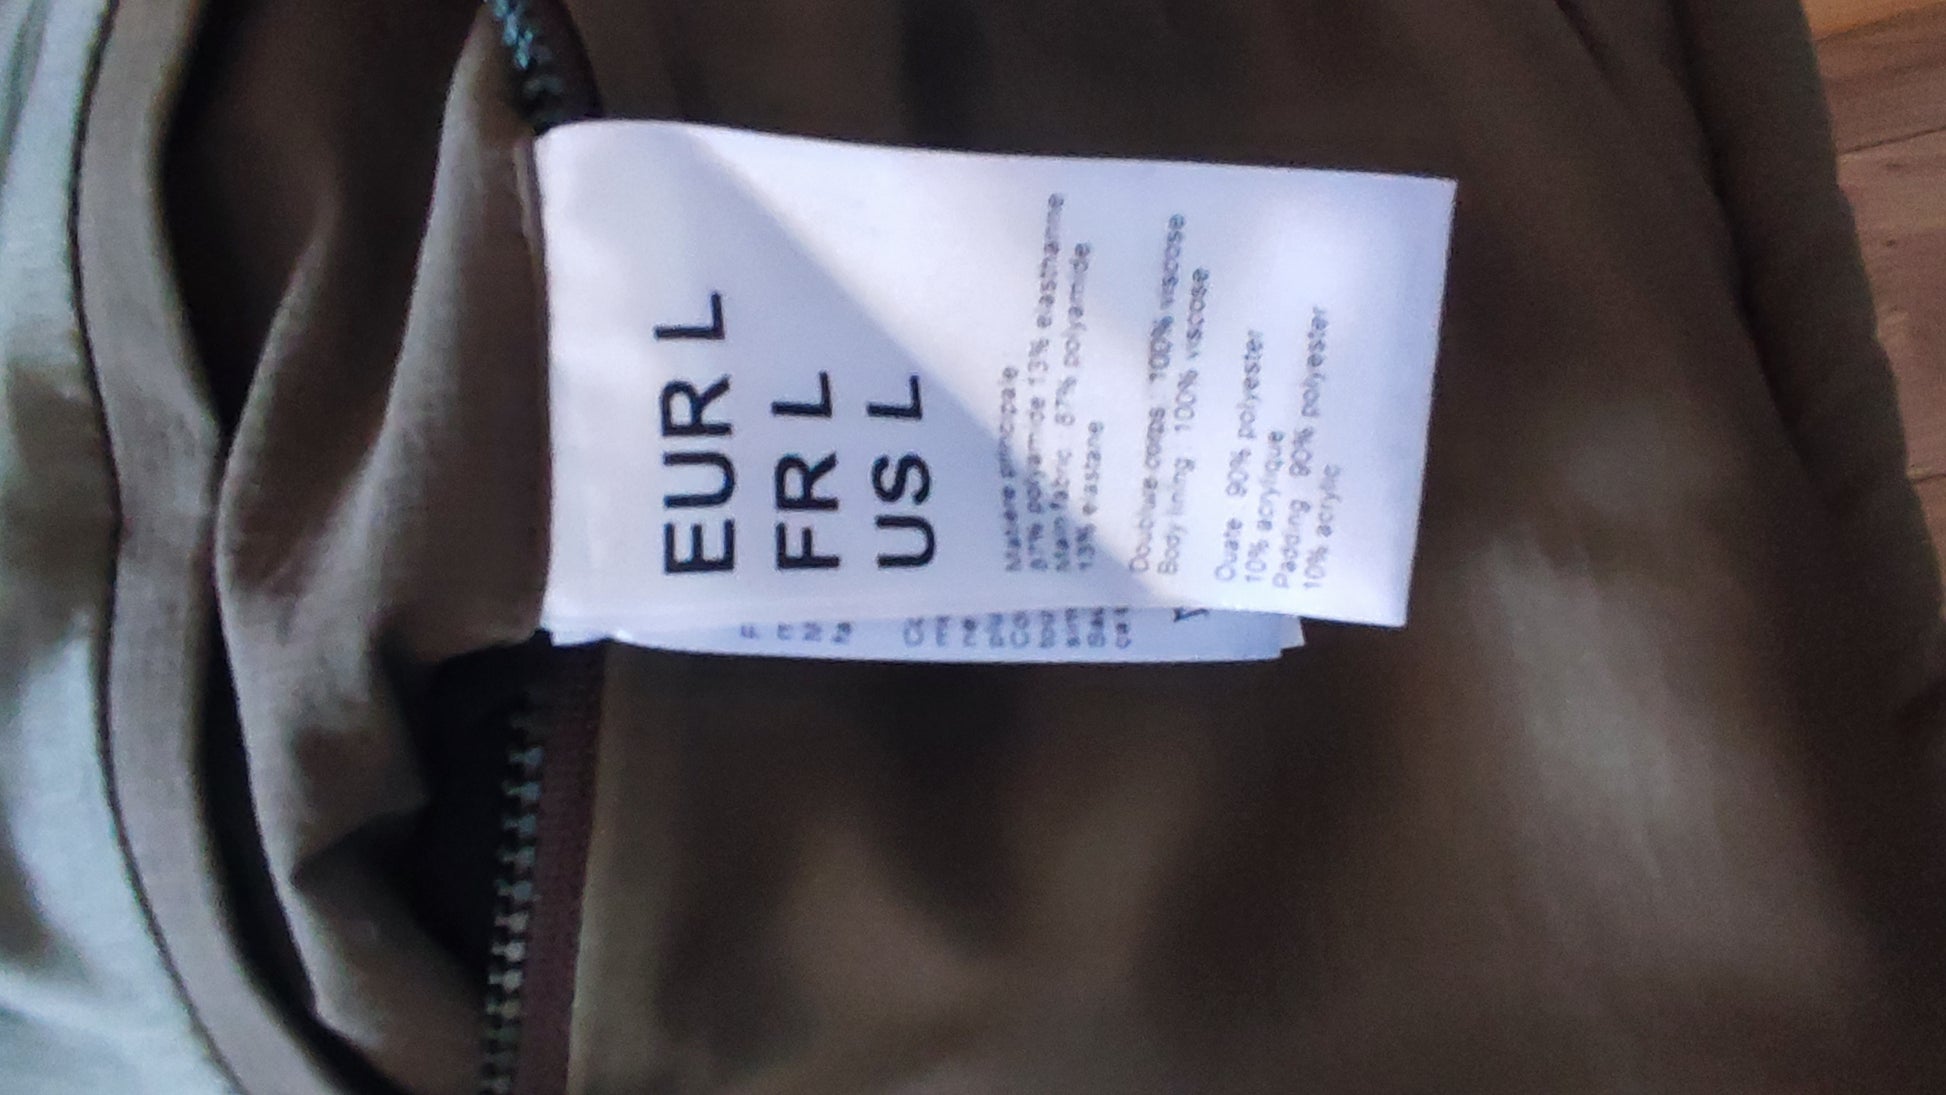 EUR L
FR L
US L
Matière principale
87% polyamide 13% élasthanne
Main fabric : 87% polyamide
13% elastane
Doublure corps : 100% viscose
Body lining : 100% viscose
Ouate 90% polyester
10% acrylique
Padding 90% polyester
10% acrylic